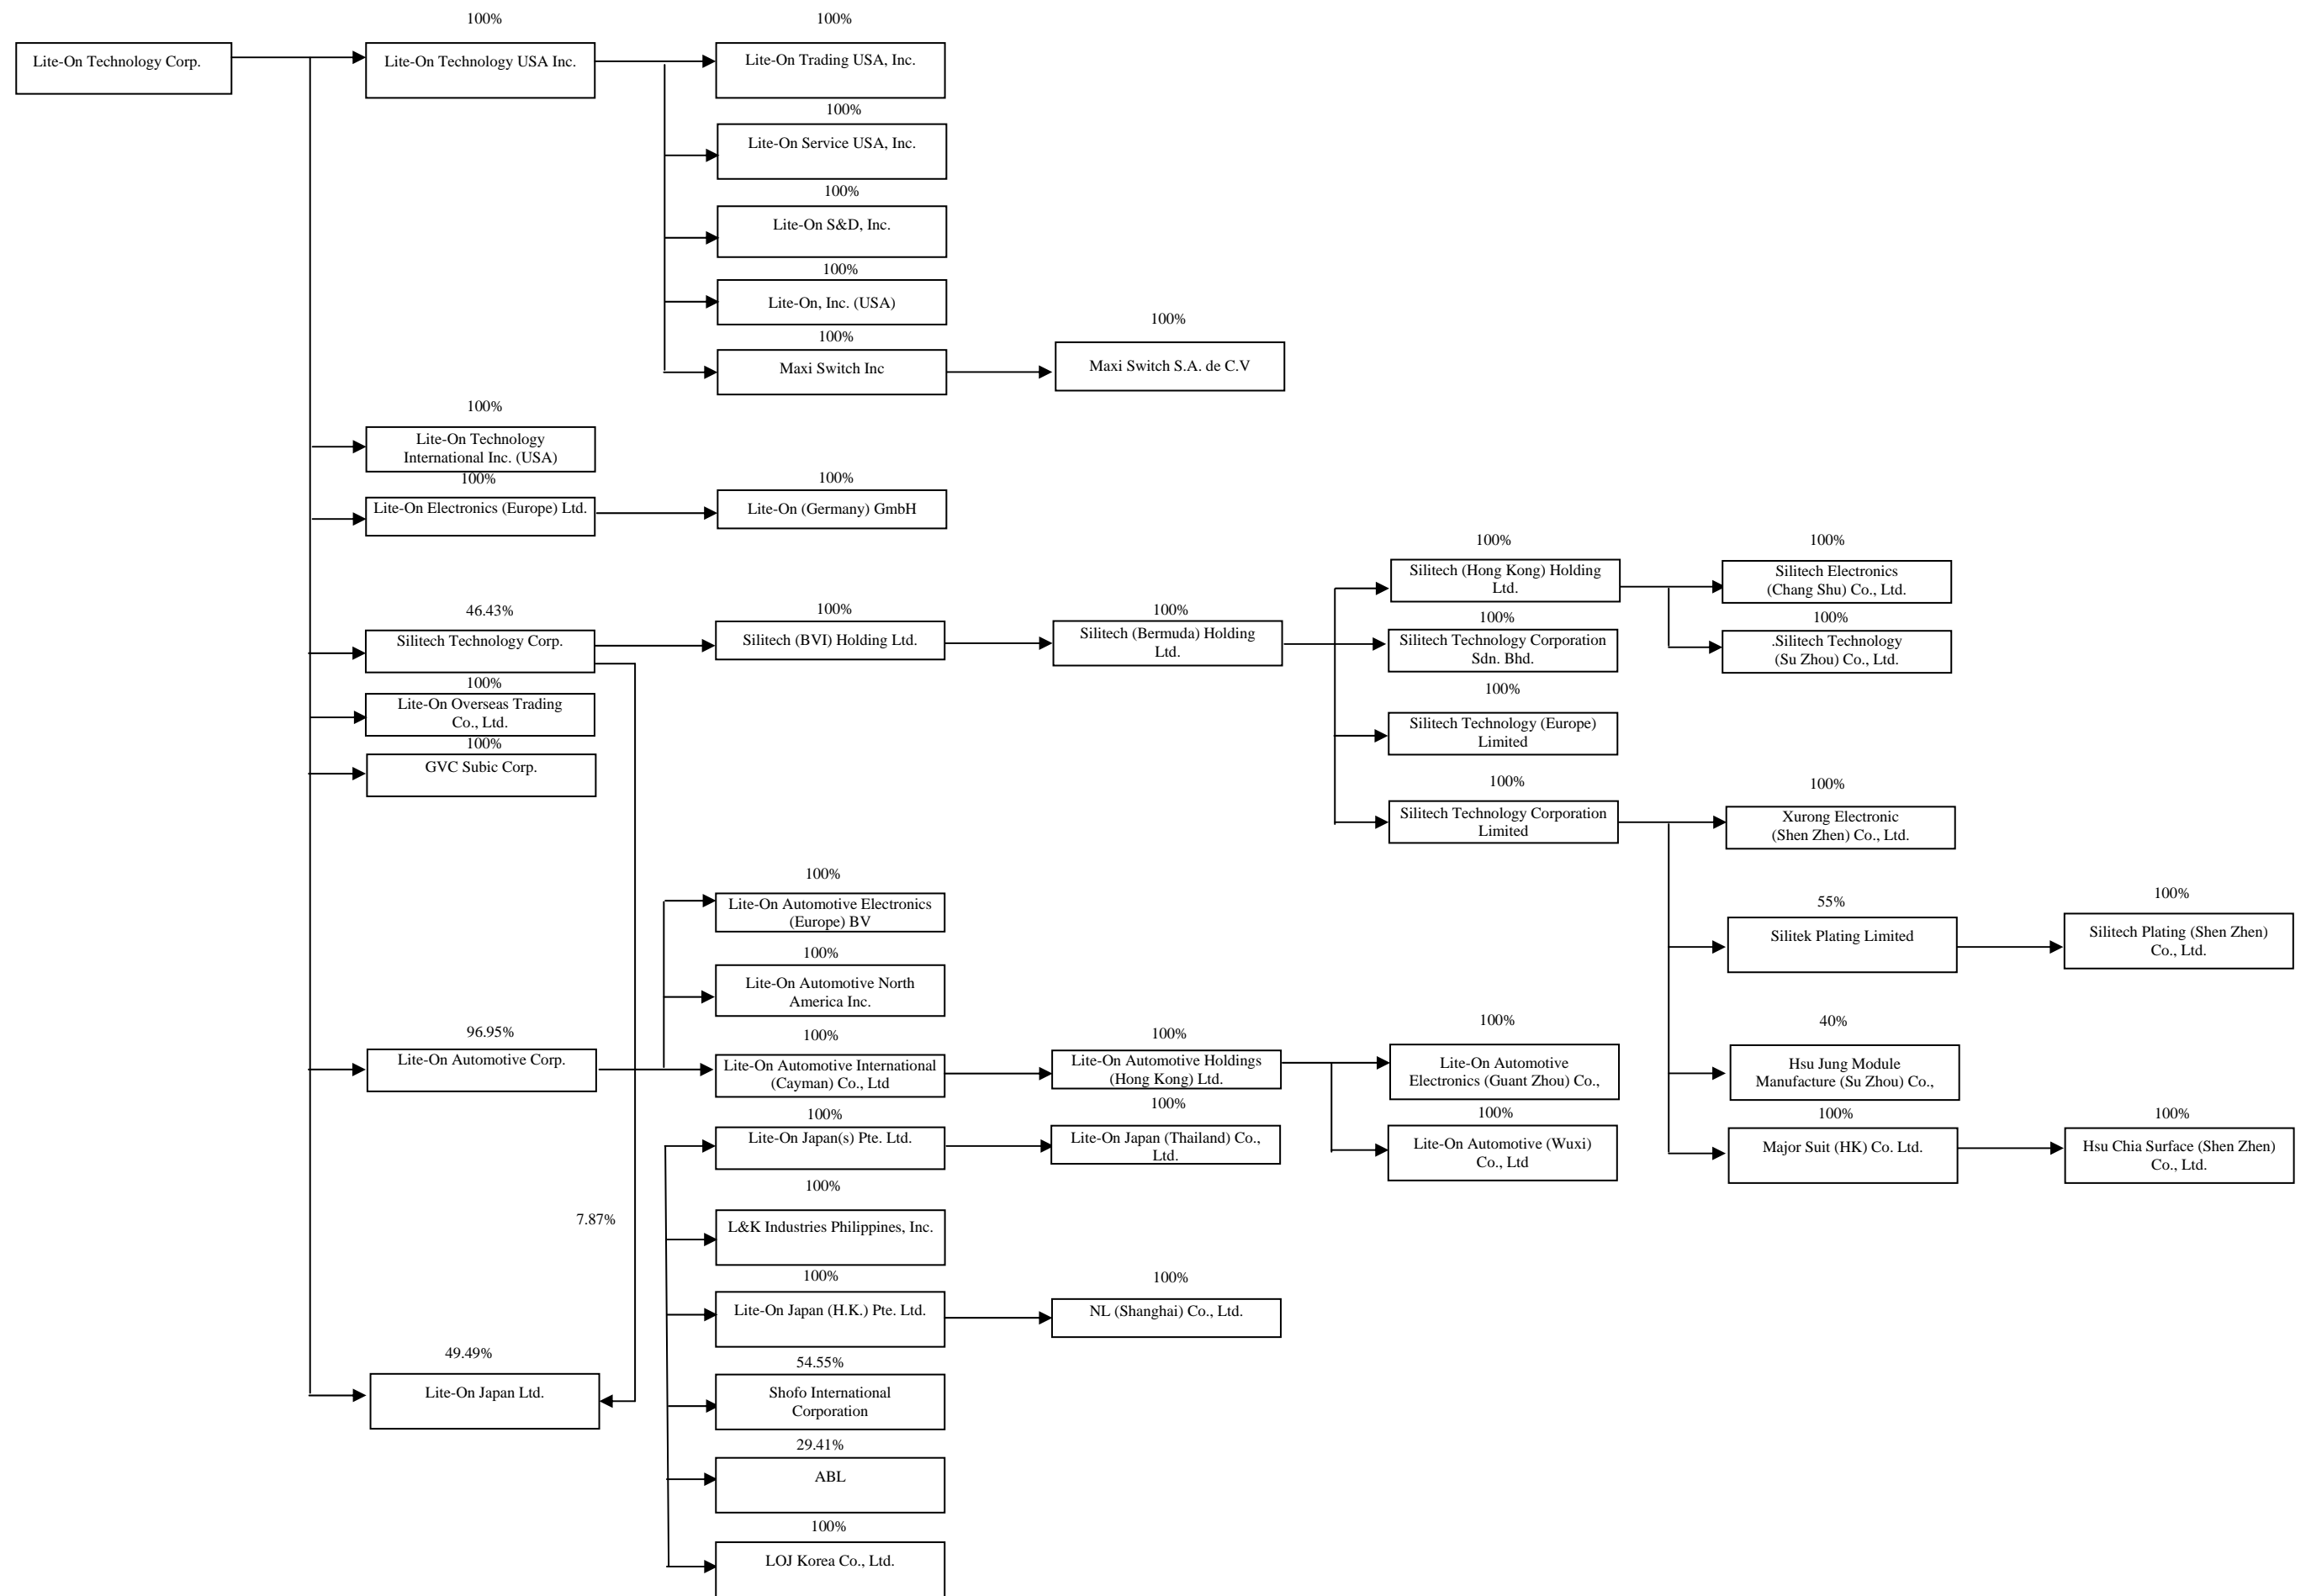 100%
100%
Lite-On Technology Corp.
Lite-On Technology USA Inc.
Lite-On Trading USA, Inc.
100%
Lite-On Service USA, Inc.
100%
Lite-On S&D, Inc.
100%
Lite-On, Inc. (USA)
100%
100%
Maxi Switch Inc
Maxi Switch S.A. de C.V
100%
Lite-On Technology
International Inc. (USA)
100%
100%
Lite-On Electronics (Europe) Ltd.
Lite-On (Germany) GmbH
100%
100%
Silitech (Hong Kong) Holding
Ltd.
Silitech Electronics
(Chang Shu) Co., Ltd.
46.43%
100%
100%
100%
100%
Silitech Technology Corp.
Silitech (BVI) Holding Ltd.
Silitech (Bermuda) Holding
Ltd.
Silitech Technology Corporation
Sdn. Bhd.
.Silitech Technology
(Su Zhou) Co., Ltd.
100%
Lite-On Overseas Trading
Co., Ltd.
100%
Silitech Technology (Europe)
Limited
100%
GVC Subic Corp.
100%
100%
Silitech Technology Corporation
Limited
Xurong Electronic
(Shen Zhen) Co., Ltd.
100%
Lite-On Automotive Electronics
(Europe) BV
55%
100%
Silitek Plating Limited
Silitech Plating (Shen Zhen)
Co., Ltd.
100%
Lite-On Automotive North
America Inc.
96.95%
100%
100%
100%
40%
Lite-On Automotive Corp.
Lite-On Automotive International
(Cayman) Co., Ltd
Lite-On Automotive Holdings
(Hong Kong) Ltd.
Lite-On Automotive
Electronics (Guant Zhou) Co.,
Hsu Jung Module
Manufacture (Su Zhou) Co.,
100%
100%
100%
100%
100%
Lite-On Japan(s) Pte. Ltd.
Lite-On Japan (Thailand) Co.,
Ltd.
Lite-On Automotive (Wuxi)
Co., Ltd
Major Suit (HK) Co. Ltd.
Hsu Chia Surface (Shen Zhen)
Co., Ltd.
100%
7.87%
L&K Industries Philippines, Inc.
100%
100%
Lite-On Japan (H.K.) Pte. Ltd.
NL (Shanghai) Co., Ltd.
49.49%
54.55%
Lite-On Japan Ltd.
Shofo International
Corporation
29.41%
ABL
100%
LOJ Korea Co., Ltd.